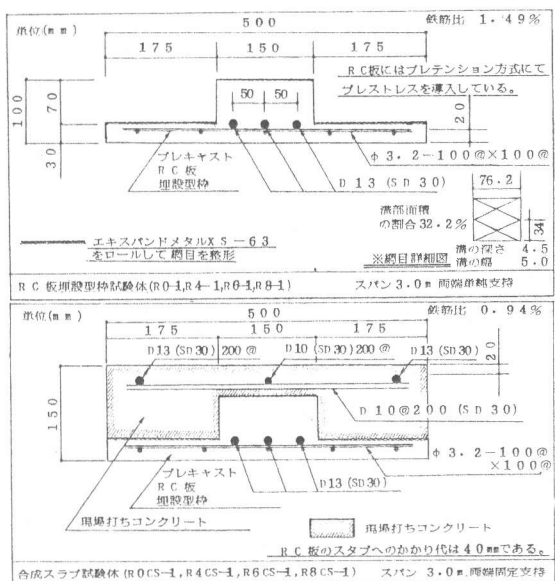 単位(mm)
500
鉄筋比 1.49%
175 150 175
RC板にはプレテンション方式にて
プレストレスを導入している。
50 50
100
70
30
20
プレキャスト
RC板
埋設型枠
φ3.2-100@×100@
D13(SD30)
76.2
溝部面積
の割合32.2%
34
エキスパンドメタルXS-63
をロールして網目を整形
※網目詳細図
溝の深さ 4.5
溝の幅 5.0
RC板埋設型枠試験体(R0-1,R4-1,R6-1,R8-1) スパン3.0m両端単純支持
単位(mm)
500
鉄筋比 0.94%
175 150 175
D13(SD30)200@
D10(SD30)200@
D13(SD30)
20
150
D10@200(SD30)
φ3.2-100@
×100@
プレキャスト
RC板
埋設型枠
D13(SD30)
現場打ちコンクリート
現場打ちコンクリート
RC板のスタブへのかかり代は40mmである。
合成スラブ試験体(R0CS-1,R4CS-1,R6CS-1,R8CS-1) スパン3.0m,両端固定支持